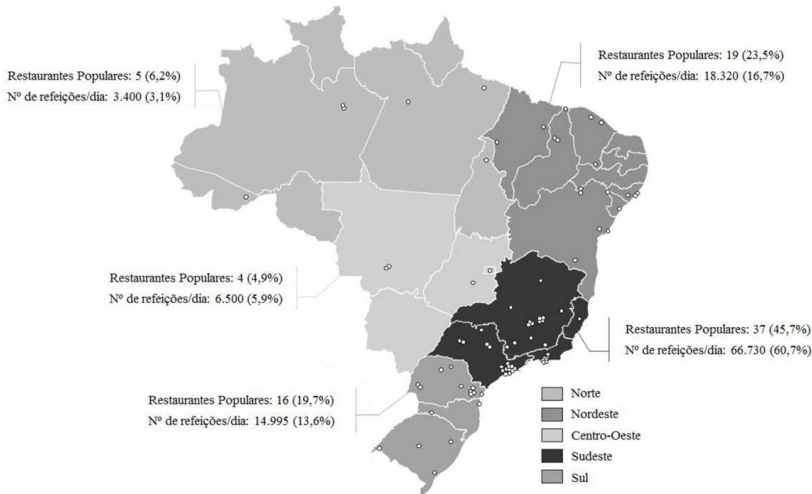 Restaurantes Populares: 5 (6,2%)
Nº de refeições/dia: 3.400 (3,1%)
Restaurantes Populares: 19 (23,5%)
Nº de refeições/dia: 18.320 (16,7%)
Restaurantes Populares: 4 (4,9%)
Nº de refeições/dia: 6.500 (5,9%)
Restaurantes Populares: 37 (45,7%)
Nº de refeições/dia: 66.730 (60,7%)
Restaurantes Populares: 16 (19,7%)
Nº de refeições/dia: 14.995 (13,6%)
Norte
Nordeste
Centro-Oeste
Sudeste
Sul